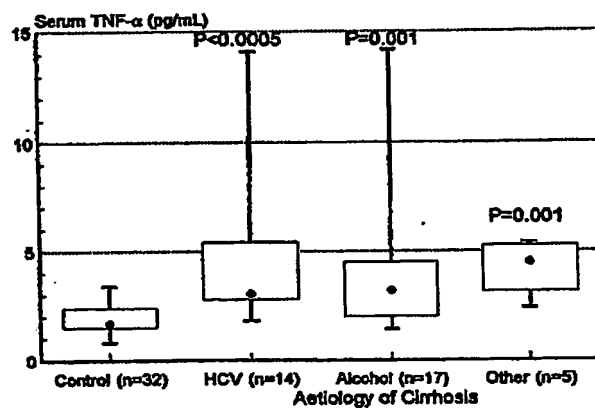 Serum TNF-α (pg/mL)
15
P<0.0005 P=0.001
10
P=0.001
5
0
Control (n=32) HCV (n=14) Alcohol (n=17) Other (n=5)
Aetiology of Cirrhosis